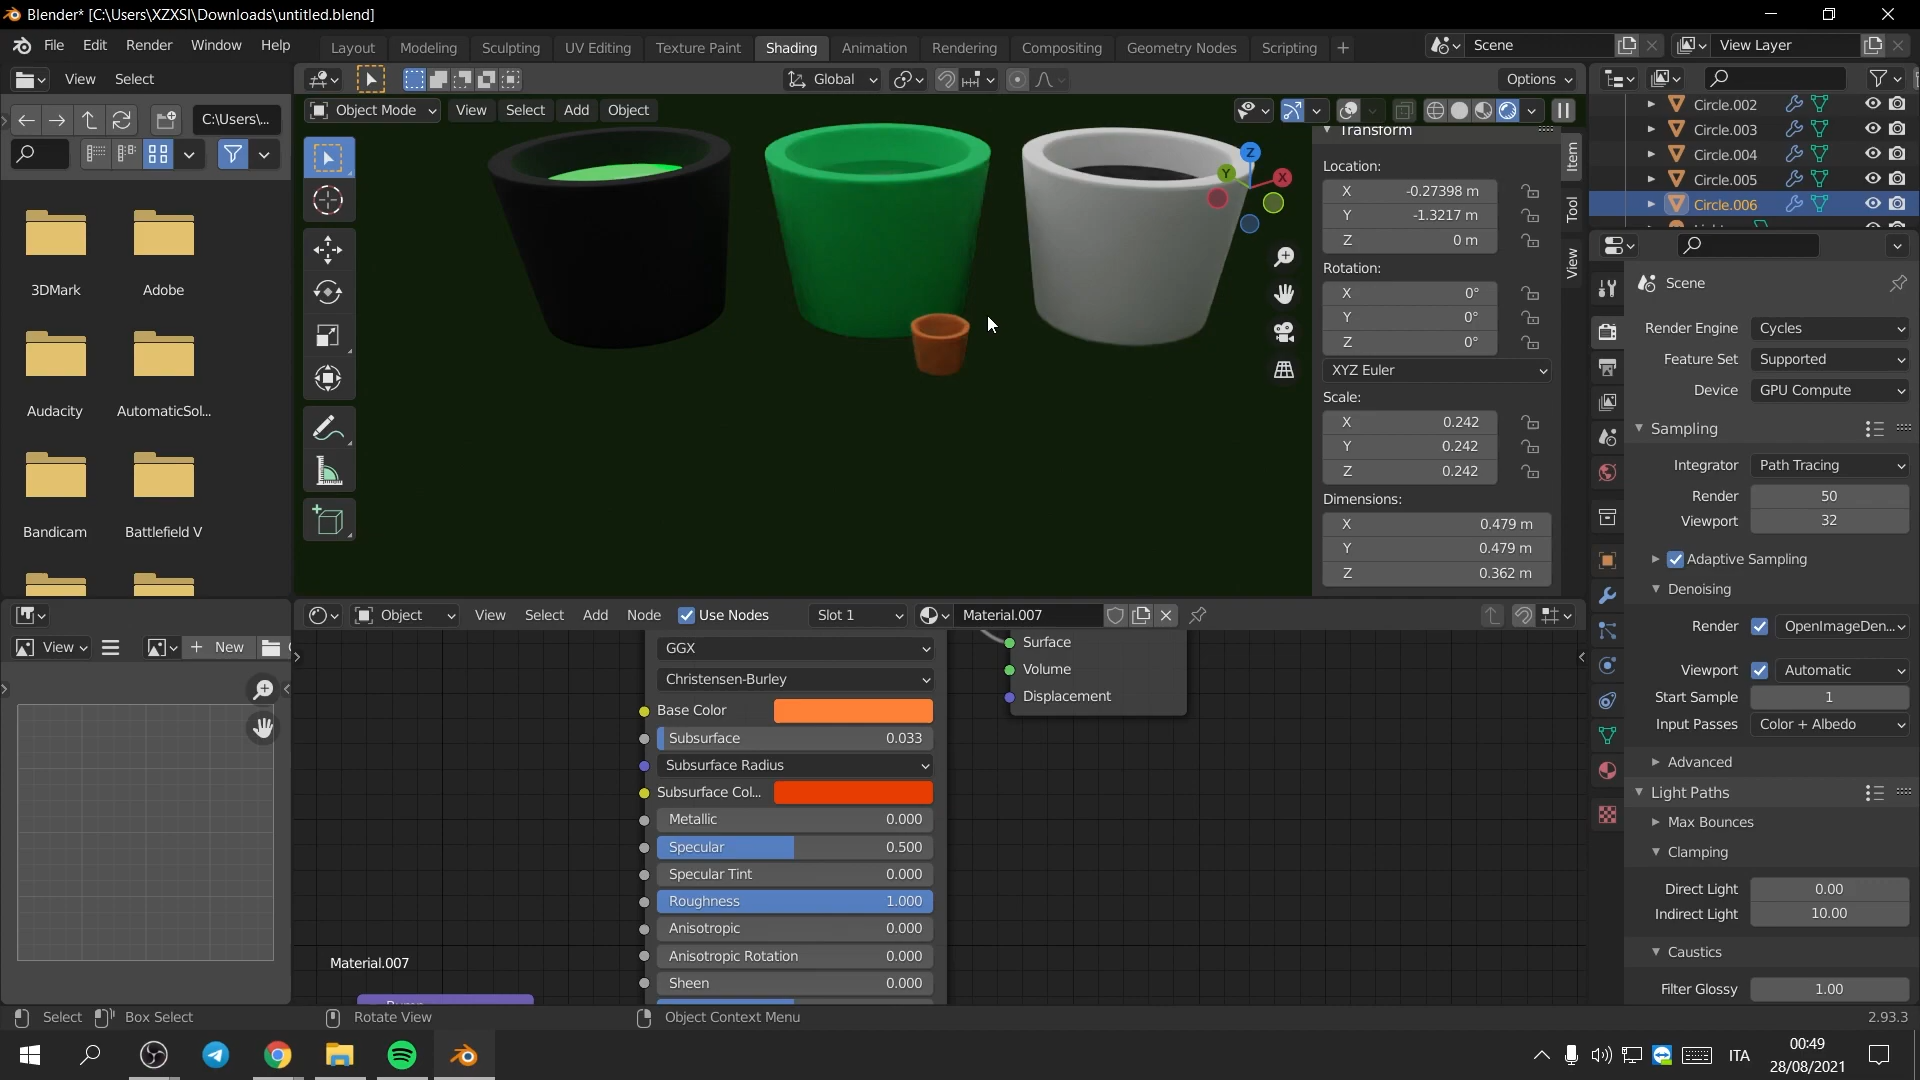 Blender* [C:\Users\XZXSI\Downloads\untitled.blend]
File Edit Render Window Help Layout Modeling Sculpting UV Editing Texture Paint Shading Animation Rendering Compositing Geometry Nodes Scripting + Scene View Layer
View Select Global Options
C:\Users\... Object Mode View Select Add Object
3DMark Adobe
Audacity AutomaticSol...
Bandicam Battlefield V
Transform
Location:
X -0.27398 m
Y -1.3217 m
Z 0 m
Rotation:
X 0°
Y 0°
Z 0°
XYZ Euler
Scale:
X 0.242
Y 0.242
Z 0.242
Dimensions:
X 0.479 m
Y 0.479 m
Z 0.362 m
Item
Tool
View
Z
Y
X
Circle.002
Circle.003
Circle.004
Circle.005
Circle.006
Scene
Render Engine Cycles
Feature Set Supported
Device GPU Compute
Sampling
Integrator Path Tracing
Render 50
Viewport 32
Adaptive Sampling
Denoising
Render OpenImageDen...
Viewport Automatic
Start Sample 1
Input Passes Color + Albedo
Advanced
Light Paths
Max Bounces
Clamping
Direct Light 0.00
Indirect Light 10.00
Caustics
Filter Glossy 1.00
View New
Object View Select Add Node Use Nodes Slot 1 Material.007
GGX
Christensen-Burley
Base Color
Subsurface 0.033
Subsurface Radius
Subsurface Col...
Metallic 0.000
Specular 0.500
Specular Tint 0.000
Roughness 1.000
Anisotropic 0.000
Anisotropic Rotation 0.000
Sheen 0.000
Surface
Volume
Displacement
Material.007
Select Box Select Rotate View Object Context Menu 2.93.3
ITA 00:49
28/08/2021